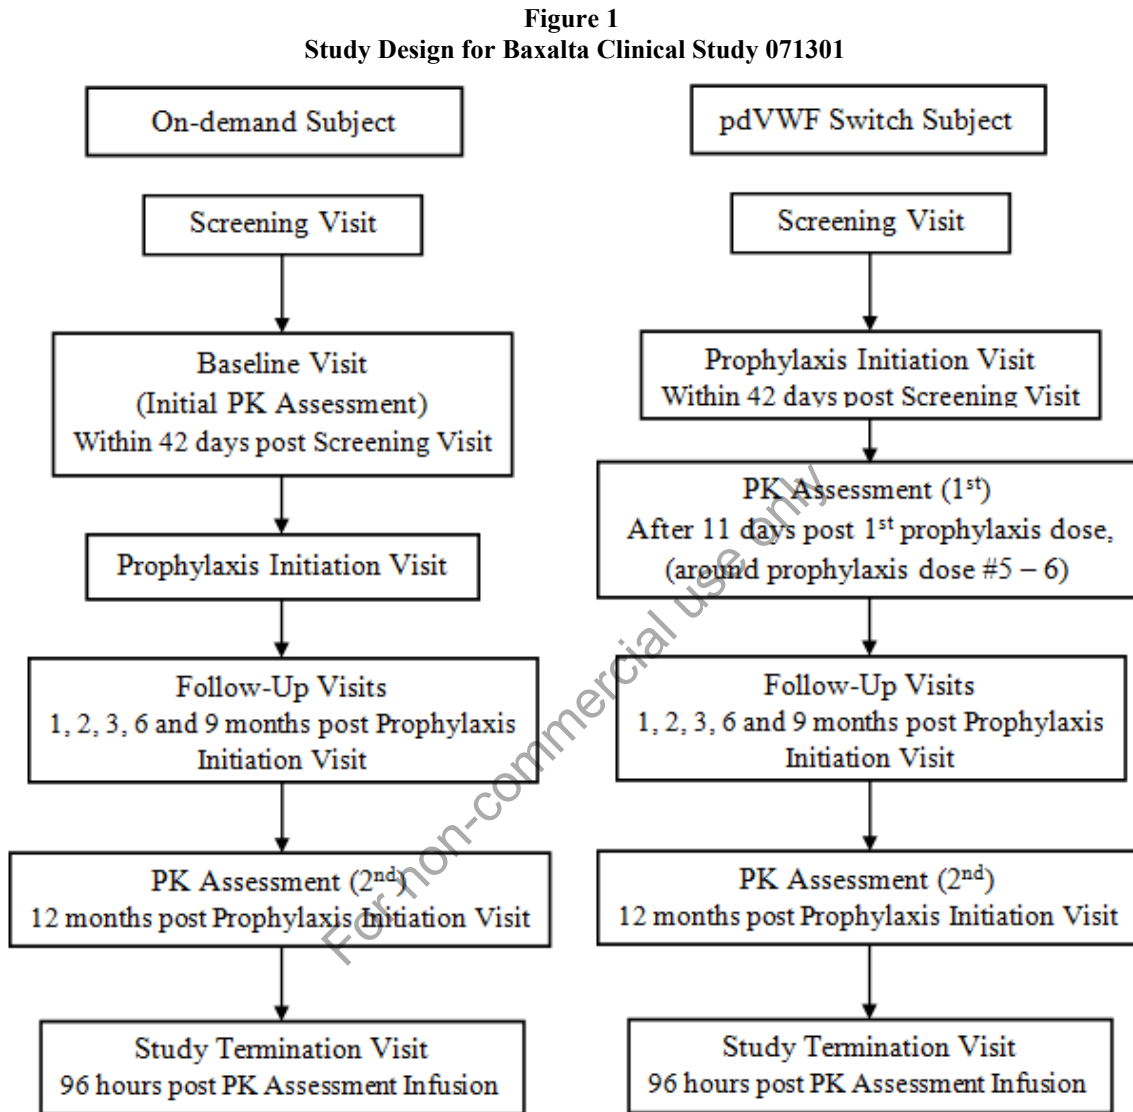 Figure 1
Study Design for Baxalta Clinical Study 071301
On-demand Subject
Screening Visit
Baseline Visit
(Initial PK Assessment)
Within 42 days post Screening Visit
Prophylaxis Initiation Visit
Follow-Up Visits
1, 2, 3, 6 and 9 months post Prophylaxis
Initiation Visit
PK Assessment (2nd)
12 months post Prophylaxis Initiation Visit
Study Termination Visit
96 hours post PK Assessment Infusion
pdVWF Switch Subject
Screening Visit
Prophylaxis Initiation Visit
Within 42 days post Screening Visit
PK Assessment (1st)
After 11 days post 1st prophylaxis dose,
(around prophylaxis dose #5 – 6)
Follow-Up Visits
1, 2, 3, 6 and 9 months post Prophylaxis
Initiation Visit
PK Assessment (2nd)
12 months post Prophylaxis Initiation Visit
Study Termination Visit
96 hours post PK Assessment Infusion
For non-commercial use only